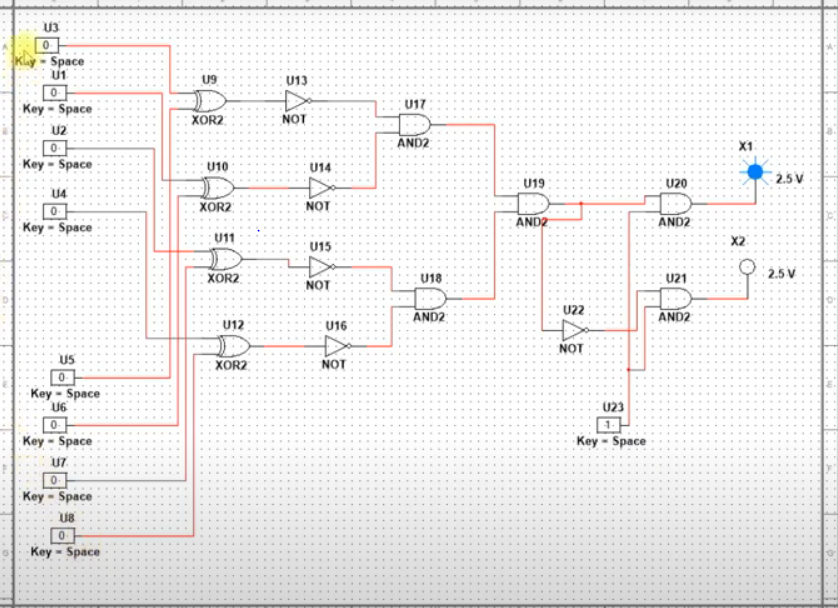 U3
0
Key = Space
U1
0
Key = Space
U2
0
Key = Space
U4
0
Key = Space
U5
0
Key = Space
U6
0
Key = Space
U7
0
Key = Space
U8
0
Key = Space
U9
XOR2
U13
NOT
U17
AND2
U10
XOR2
U14
NOT
U11
XOR2
U15
NOT
U18
AND2
U12
XOR2
U16
NOT
U19
AND2
U20
AND2
X1
2.5 V
X2
2.5 V
U21
AND2
U22
NOT
U23
1
Key = Space